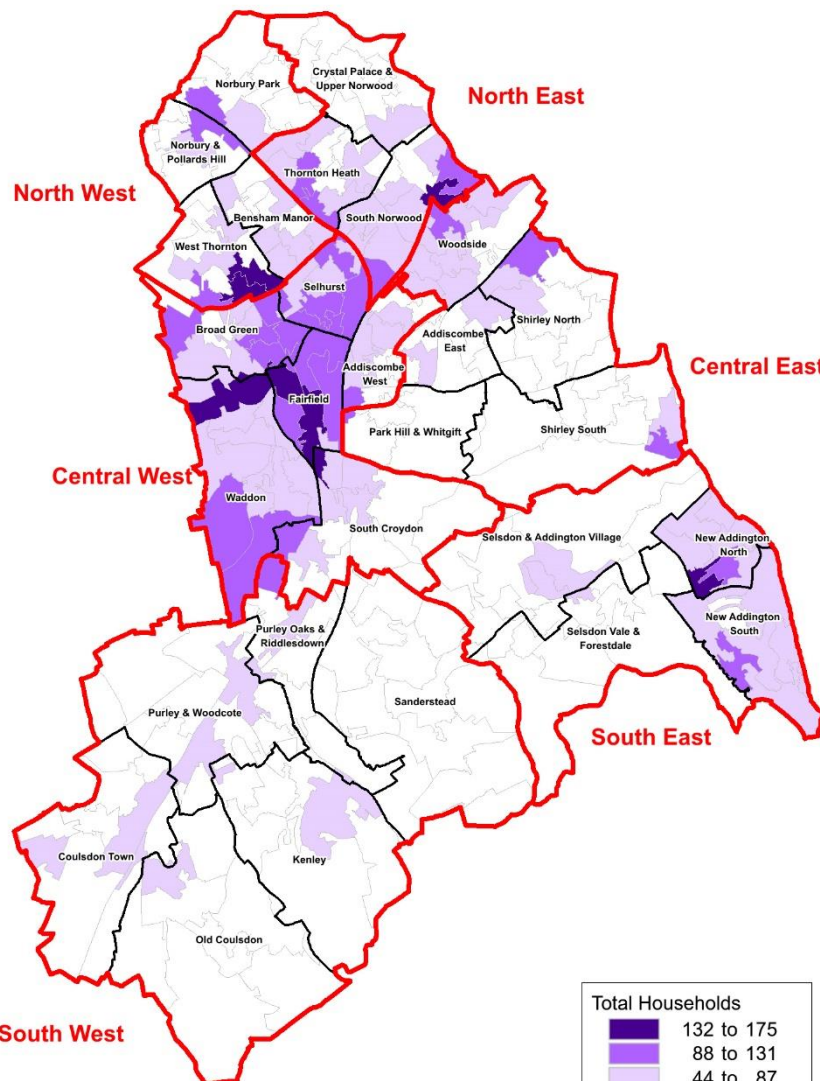 Crystal Palace &
Upper Norwood
Norbury Park
North East
Norbury &
Pollards Hill
Thornton Heath
North West
Bensham Manor
South Norwood
West Thornton
Woodside
Selhurst
Broad Green
Shirley North
Addiscombe
East
Addiscombe
West
Central East
Fairfield
Park Hill & Whitgift
Shirley South
Central West
Waddon
South Croydon
Selsdon & Addington Village
New Addington
North
New Addington
South
Purley Oaks &
Riddlesdown
Selsdon Vale &
Forestdale
Sanderstead
Purley & Woodcote
South East
Coulsdon Town
Kenley
Old Coulsdon
South West
Total Households
132 to 175
88 to 131
44 to 87